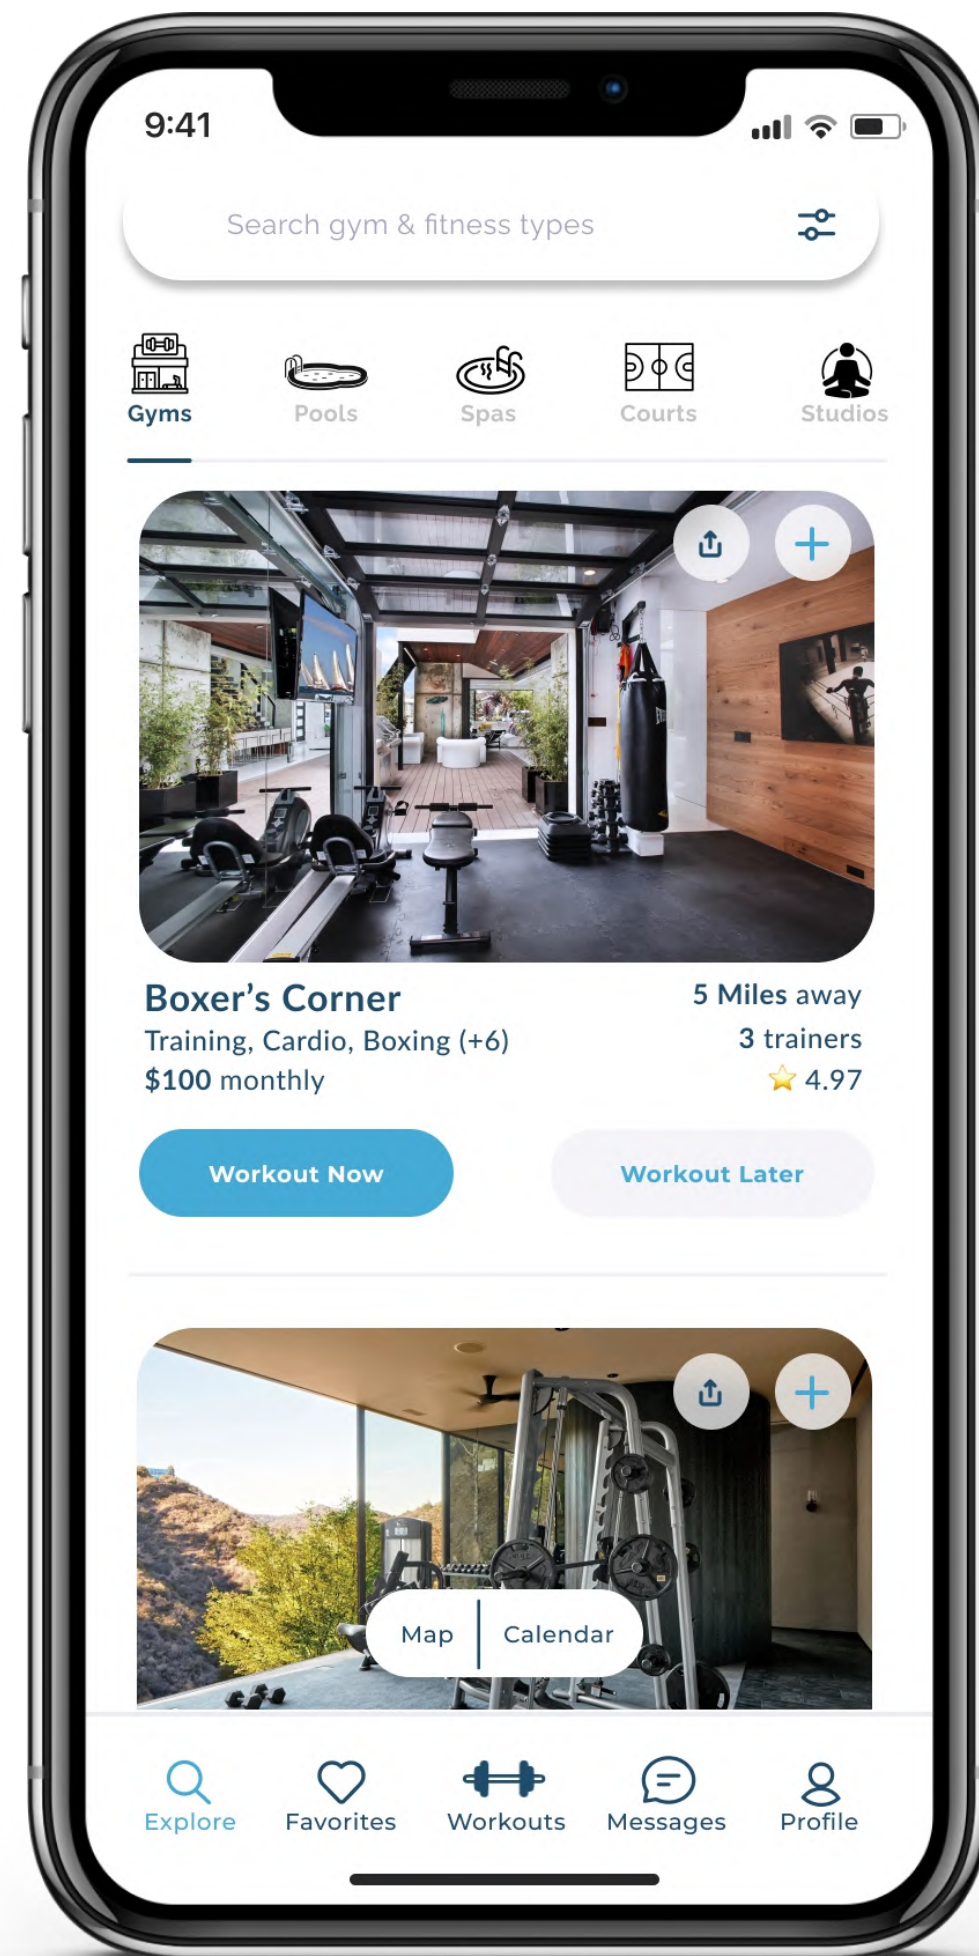 9:41
Search gym & fitness types
Gyms
Pools
Spas
Courts
Studios
Boxer's Corner
5 Miles away
Training, Cardio, Boxing (+6)
3 trainers
$100 monthly
⭐ 4.97
Workout Now
Workout Later
Map
Calendar
Explore
Favorites
Workouts
Messages
Profile